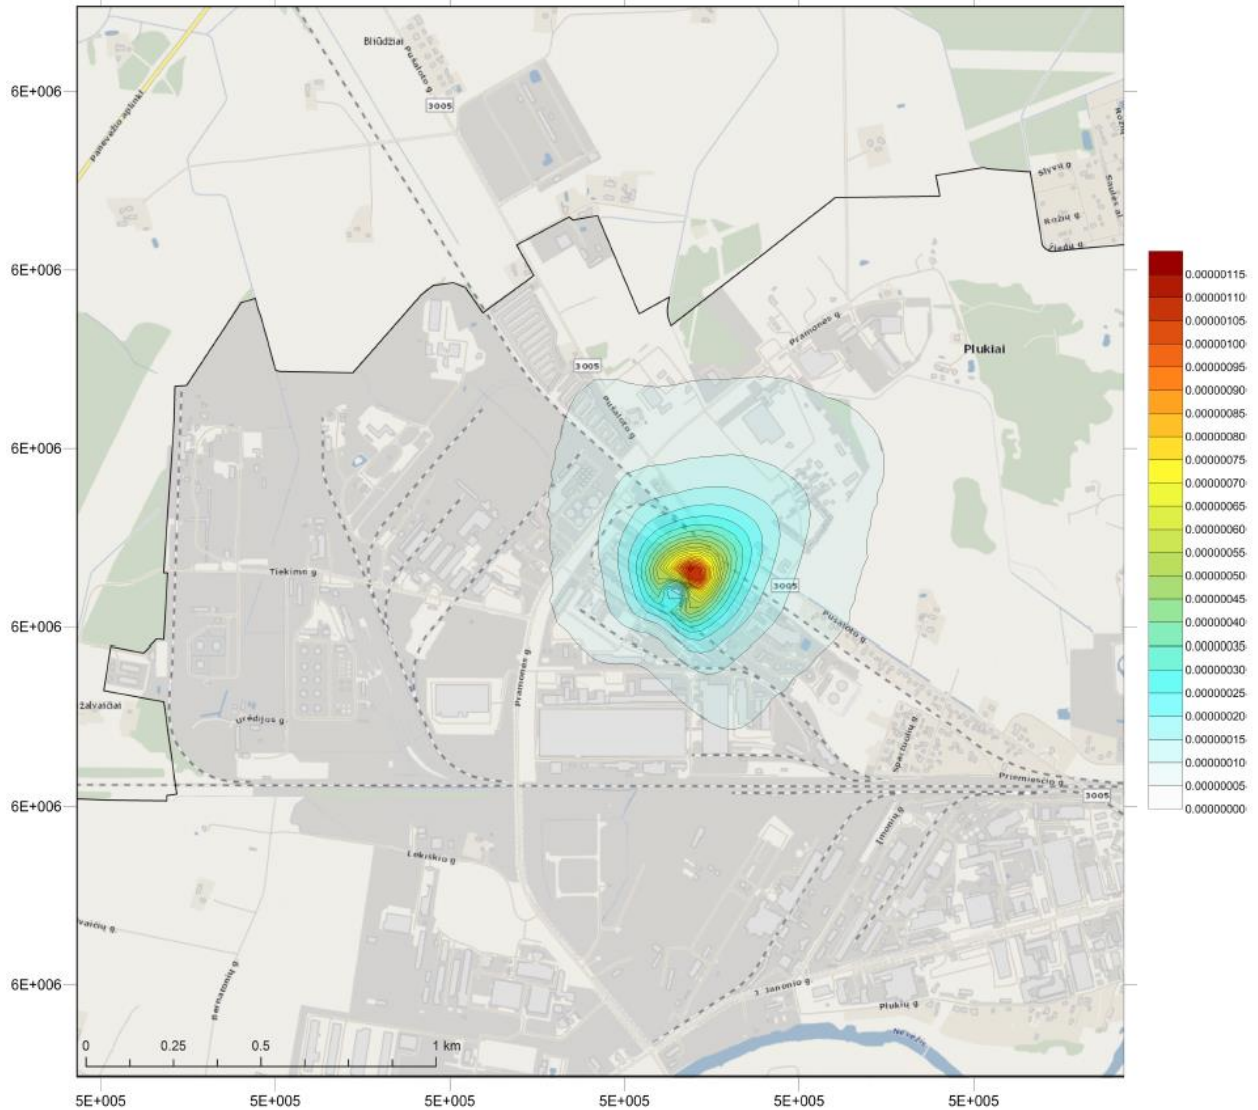 Bliūdžiai
Pušaloto g.
6E+006
3005
Panevėžio aplinkl
Slyvų g
Saulės al
Rožių g
Žiedų g
6E+006
0.00000115
0.00000110
Pramonės g
0.00000105
Plukiai
0.00000100
3005
0.00000095
0.00000090
Pušaloto g.
0.00000085
0.00000080
6E+006
0.00000075
0.00000070
0.00000065
0.00000060
0.00000055
Tiekimo g
3005
0.00000050
0.00000045
0.00000040
6E+006
Pušaloto g.
0.00000035
0.00000030
Pramonės g
0.00000025
žalvaičiai
0.00000020
Urėdijos g
0.00000015
Spartuolių g.
0.00000010
Priemiesčio g.
0.00000005
3005
6E+006
0.00000000
Įmonių g.
Lėkiškio g
vaičių g.
Bernatonių g
6E+006
J. Janonio g
Plukių g
Nevėžis
0
0.25
0.5
1 km
5E+005
5E+005
5E+005
5E+005
5E+005
5E+005